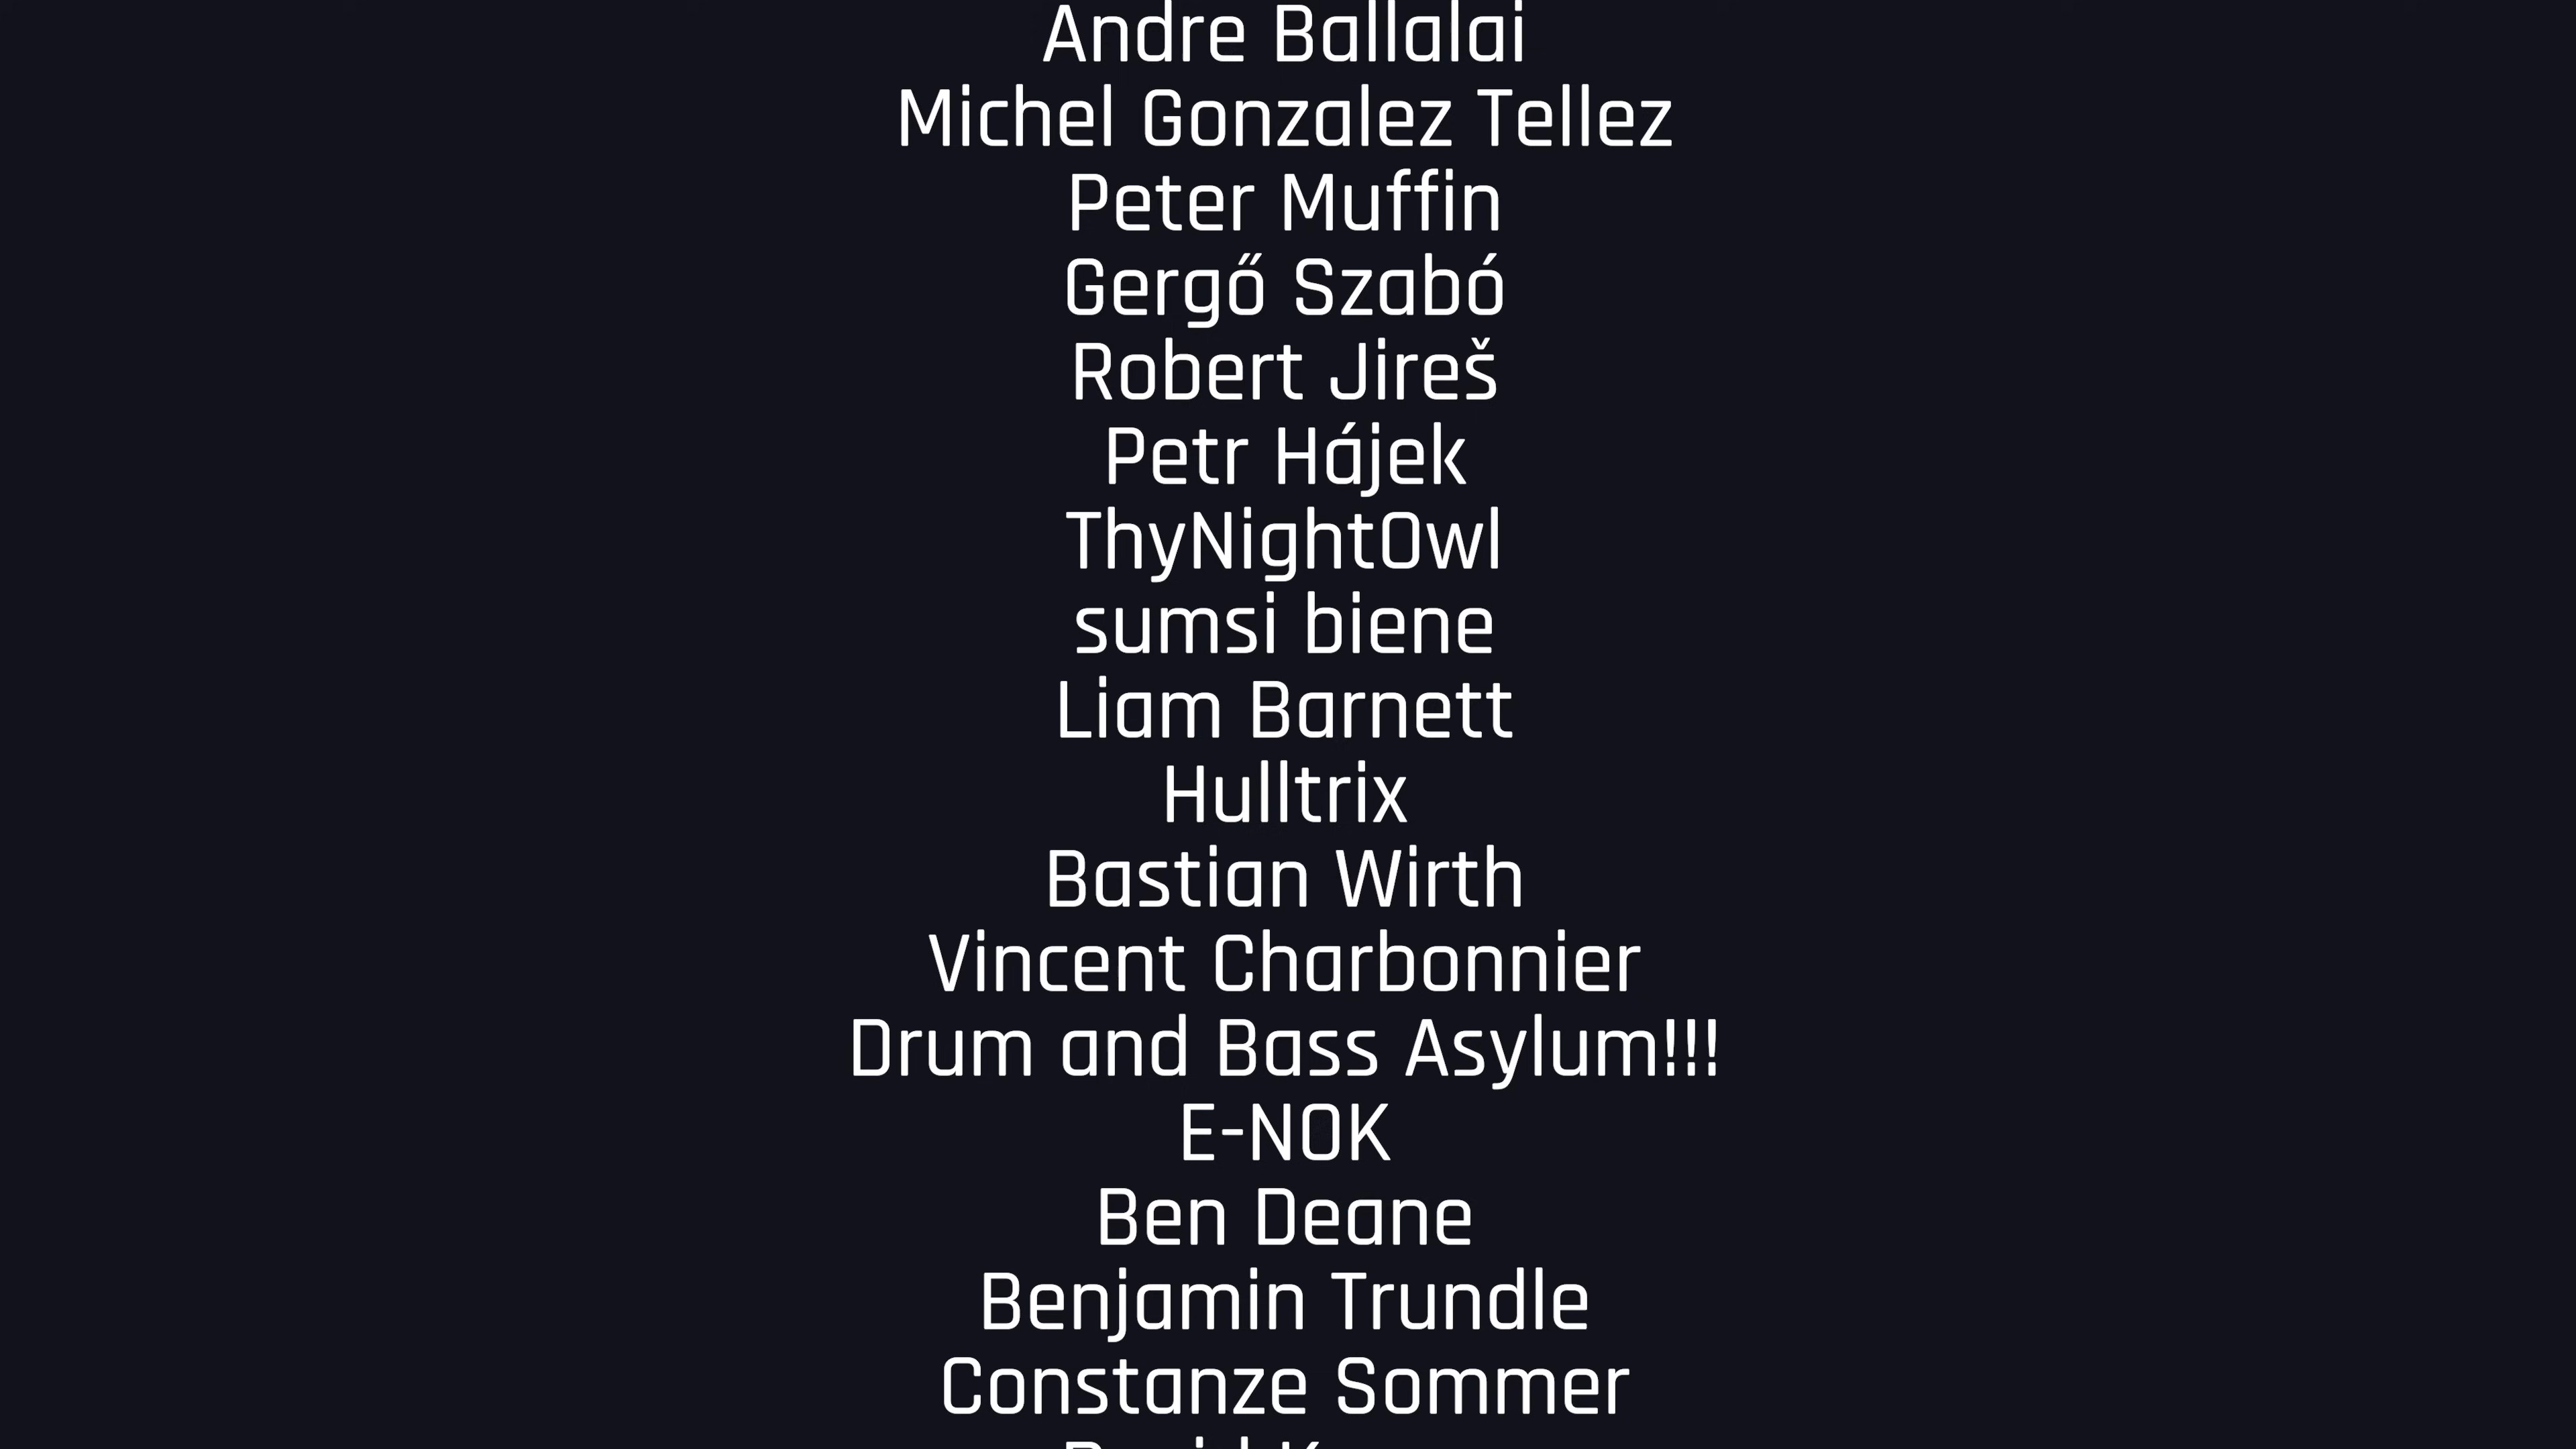 Andre Ballalai
Michel Gonzalez Tellez
Peter Muffin
Gergő Szabó
Robert Jireš
Petr Hájek
ThyNightOwl
sumsi biene
Liam Barnett
Hulltrix
Bastian Wirth
Vincent Charbonnier
Drum and Bass Asylum!!!
E-NOK
Ben Deane
Benjamin Trundle
Constanze Sommer